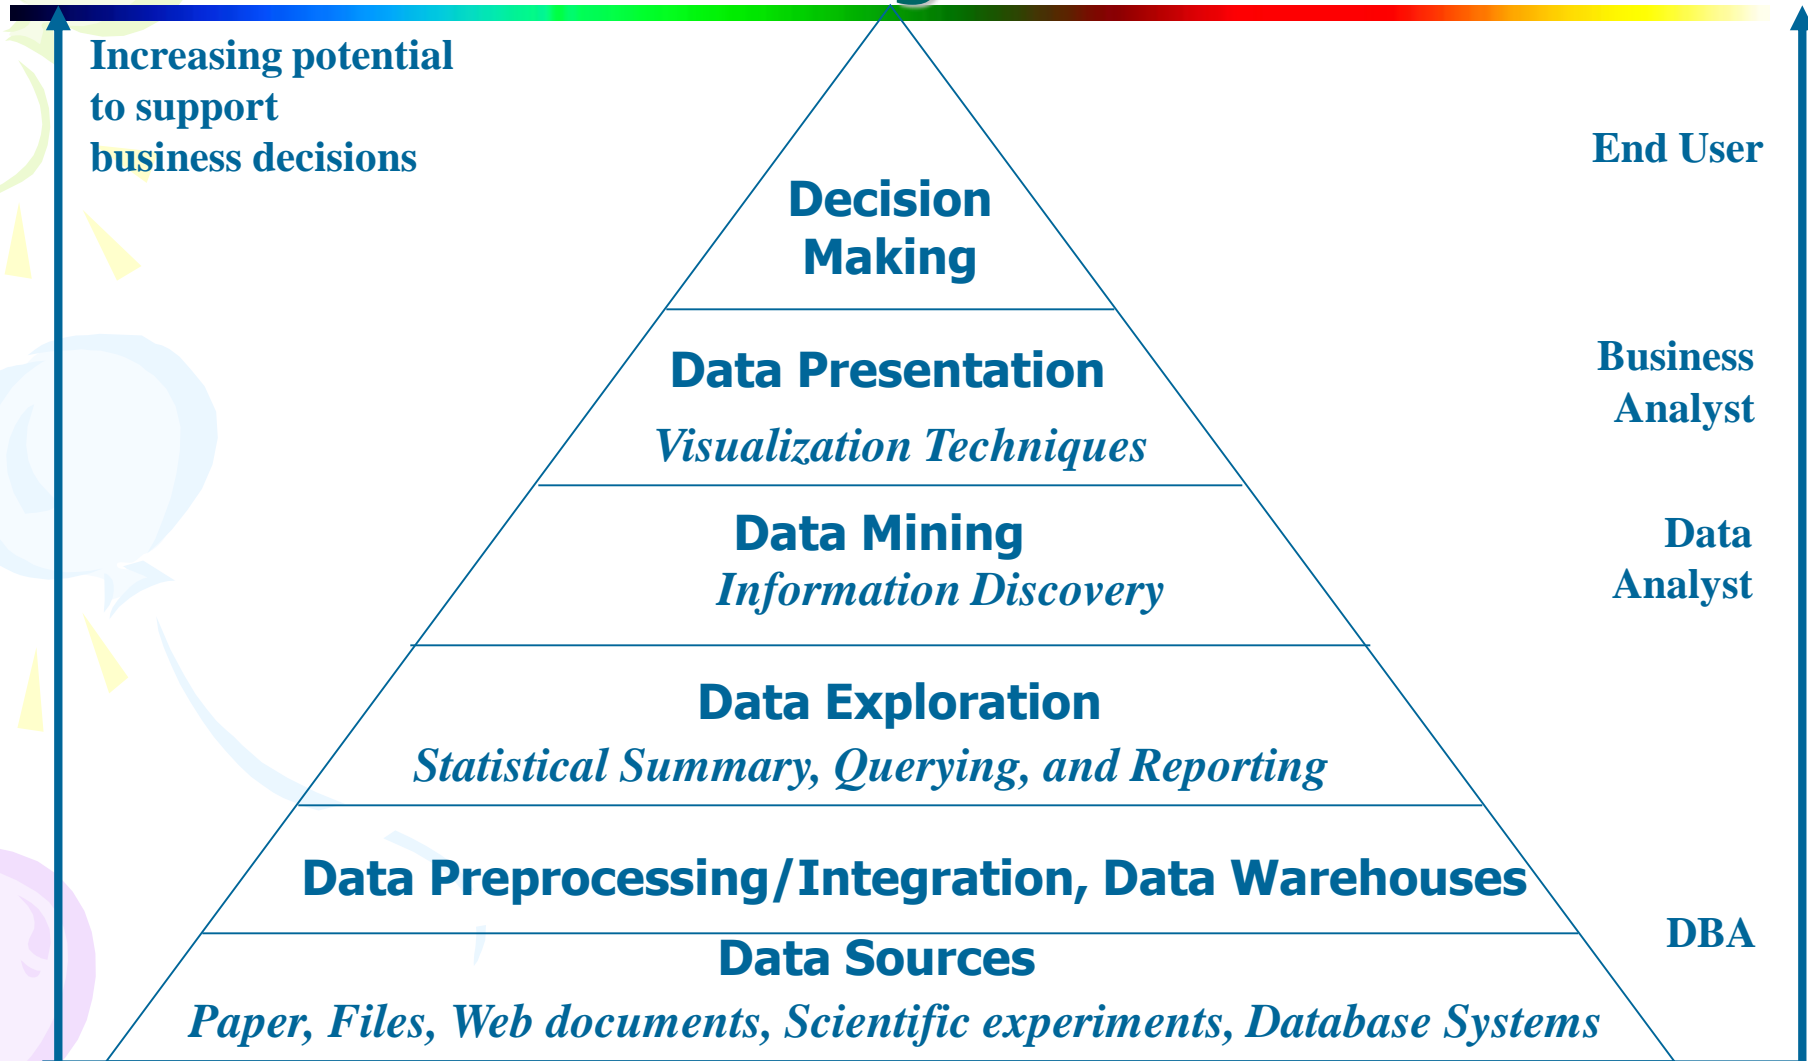 Increasing potential
to support
business decisions
End User
Decision
Making
Data Presentation
Visualization Techniques
Business
Analyst
Data Mining
Information Discovery
Data
Analyst
Data Exploration
Statistical Summary, Querying, and Reporting
Data Preprocessing/Integration, Data Warehouses
DBA
Data Sources
Paper, Files, Web documents, Scientific experiments, Database Systems